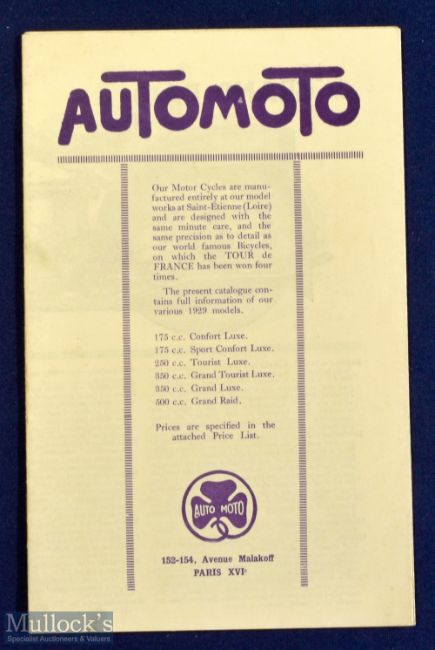 AUTOMOTO
Our Motor Cycles are manu-
factured entirely at our model
works at Saint-Étienne (Loire)
and are designed with the
same minute care, and the
same precision as to detail as
our world famous Bicycles,
on which the TOUR de
FRANCE has been won four
times.
The present catalogue con-
tains full information of our
various 1929 models.
175 c.c. Confort Luxe.
175 c.c. Sport Confort Luxe.
250 c.c. Tourist Luxe.
350 c.c. Grand Tourist Luxe.
350 c.c. Grand Luxe.
500 c.c. Grand Raid.
Prices are specified in the
attached Price List.
AUTO MOTO
152-154, Avenue Malakoff
PARIS XVIe
Mullock's
Specialist Auctioneers & Valuers